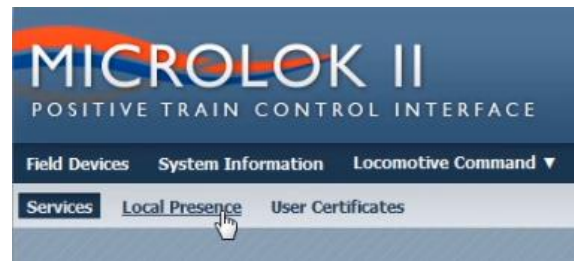 MICROLOK II
POSITIVE TRAIN CONTROL INTERFACE
Field Devices System Information Locomotive Command ▼
Services Local Presence User Certificates